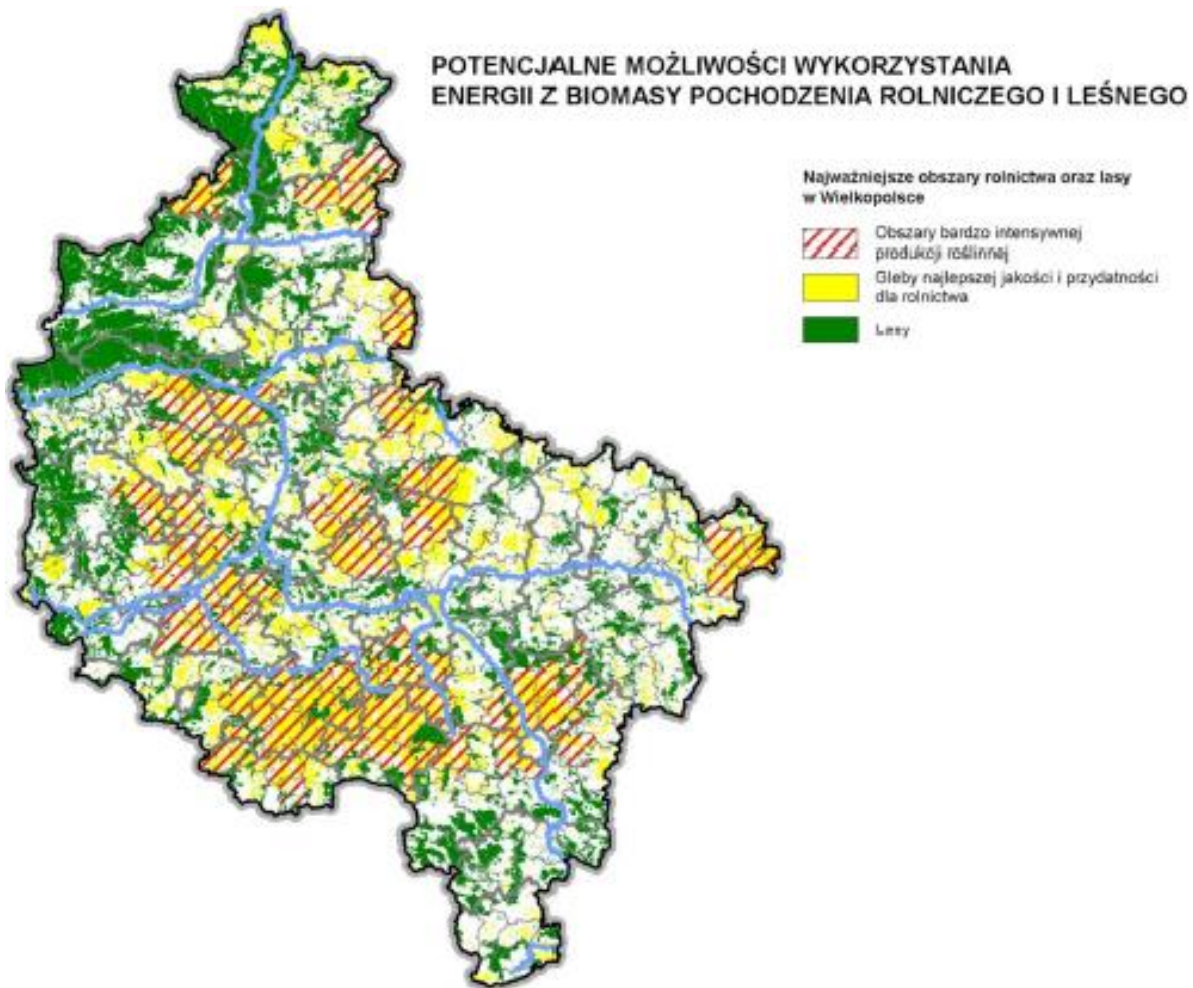 POTENCJALNE MOŻLIWOŚCI WYKORZYSTANIA
ENERGII Z BIOMASY POCHODZENIA ROLNICZEGO I LEŚNEGO
Najważniejsze obszary rolnictwa oraz lasy
w Wielkopolsce
Obszary bardzo intensywnej
produkcji roślinnej
Gleby najlepszej jakości i przydatności
dla rolnictwa
Lasy